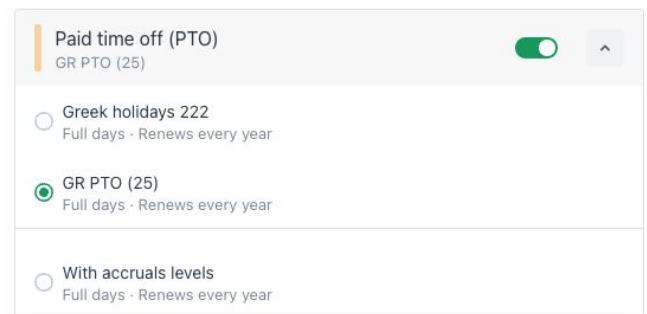 Paid time off (PTO)
GR PTO (25)
Greek holidays 222
Full days · Renews every year
GR PTO (25)
Full days · Renews every year
With accruals levels
Full days · Renews every year